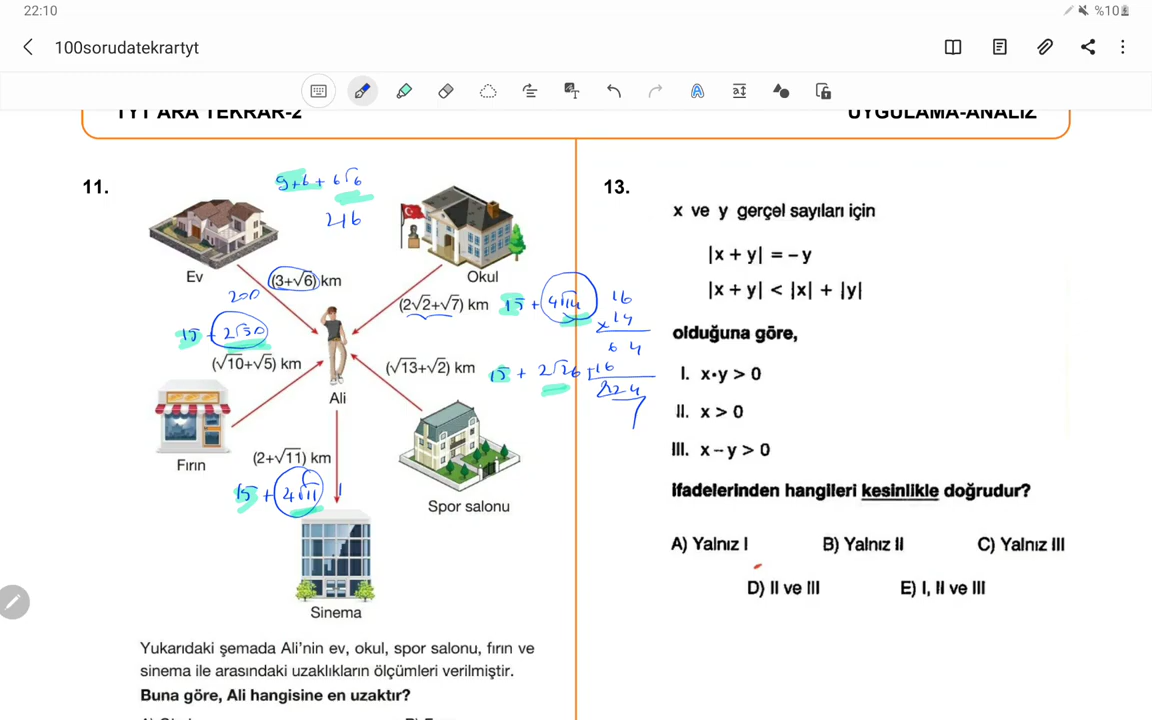 22:10
%10
100sorudatekrartyt
TYT ARA TEKRAR-2
UYGULAMA-ANALİZ
11.
9+6 + 6√6
216
Ev
Okul
(3+√6) km
200
(2√2+√7) km
15 + 4√14
15 + 2√50
(√10+√5) km
(√13+√2) km
15 + 2√26
16
x 14
64
+16
224
Ali
Fırın
(2+√11) km
15 + 4√11
Spor salonu
Sinema
Yukarıdaki şemada Ali'nin ev, okul, spor salonu, fırın ve
sinema ile arasındaki uzaklıkların ölçümleri verilmiştir.
Buna göre, Ali hangisine en uzaktır?
13.
x ve y gerçel sayıları için
|x + y| = – y
|x + y| < |x| + |y|
olduğuna göre,
I. x•y > 0
II. x > 0
III. x – y > 0
ifadelerinden hangileri kesinlikle doğrudur?
A) Yalnız I B) Yalnız II C) Yalnız III
D) II ve III E) I, II ve III